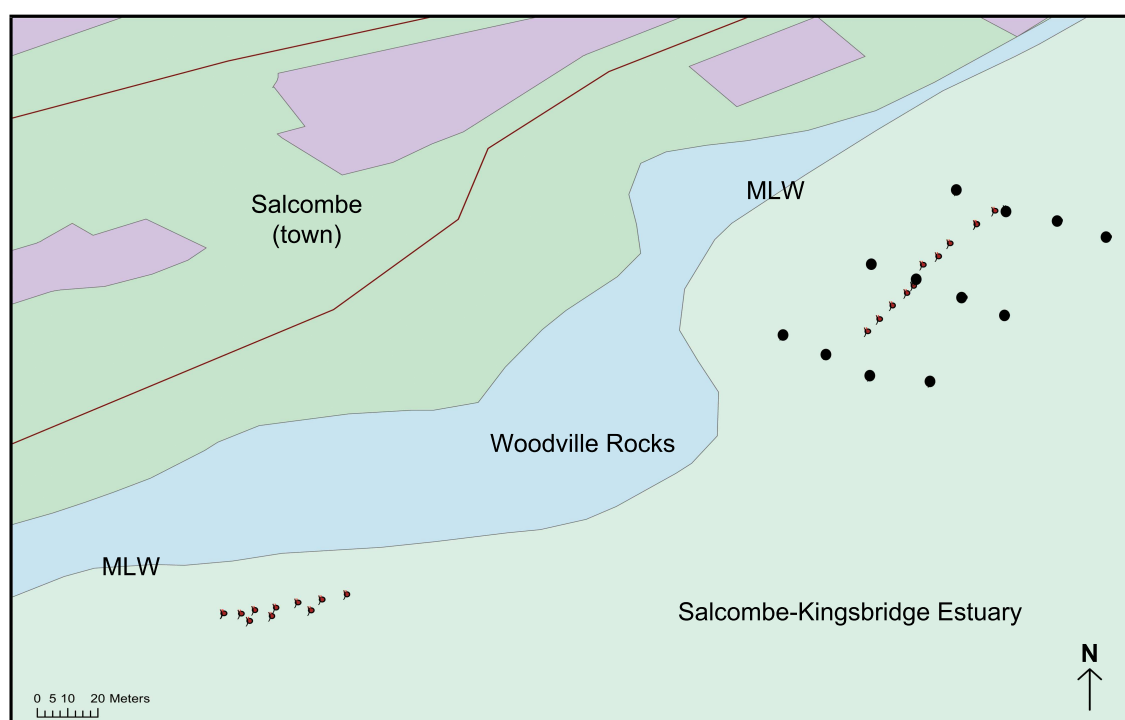 MLW
Salcombe
(town)
Woodville Rocks
MLW
Salcombe-Kingsbridge Estuary
N
0 5 10 20 Meters